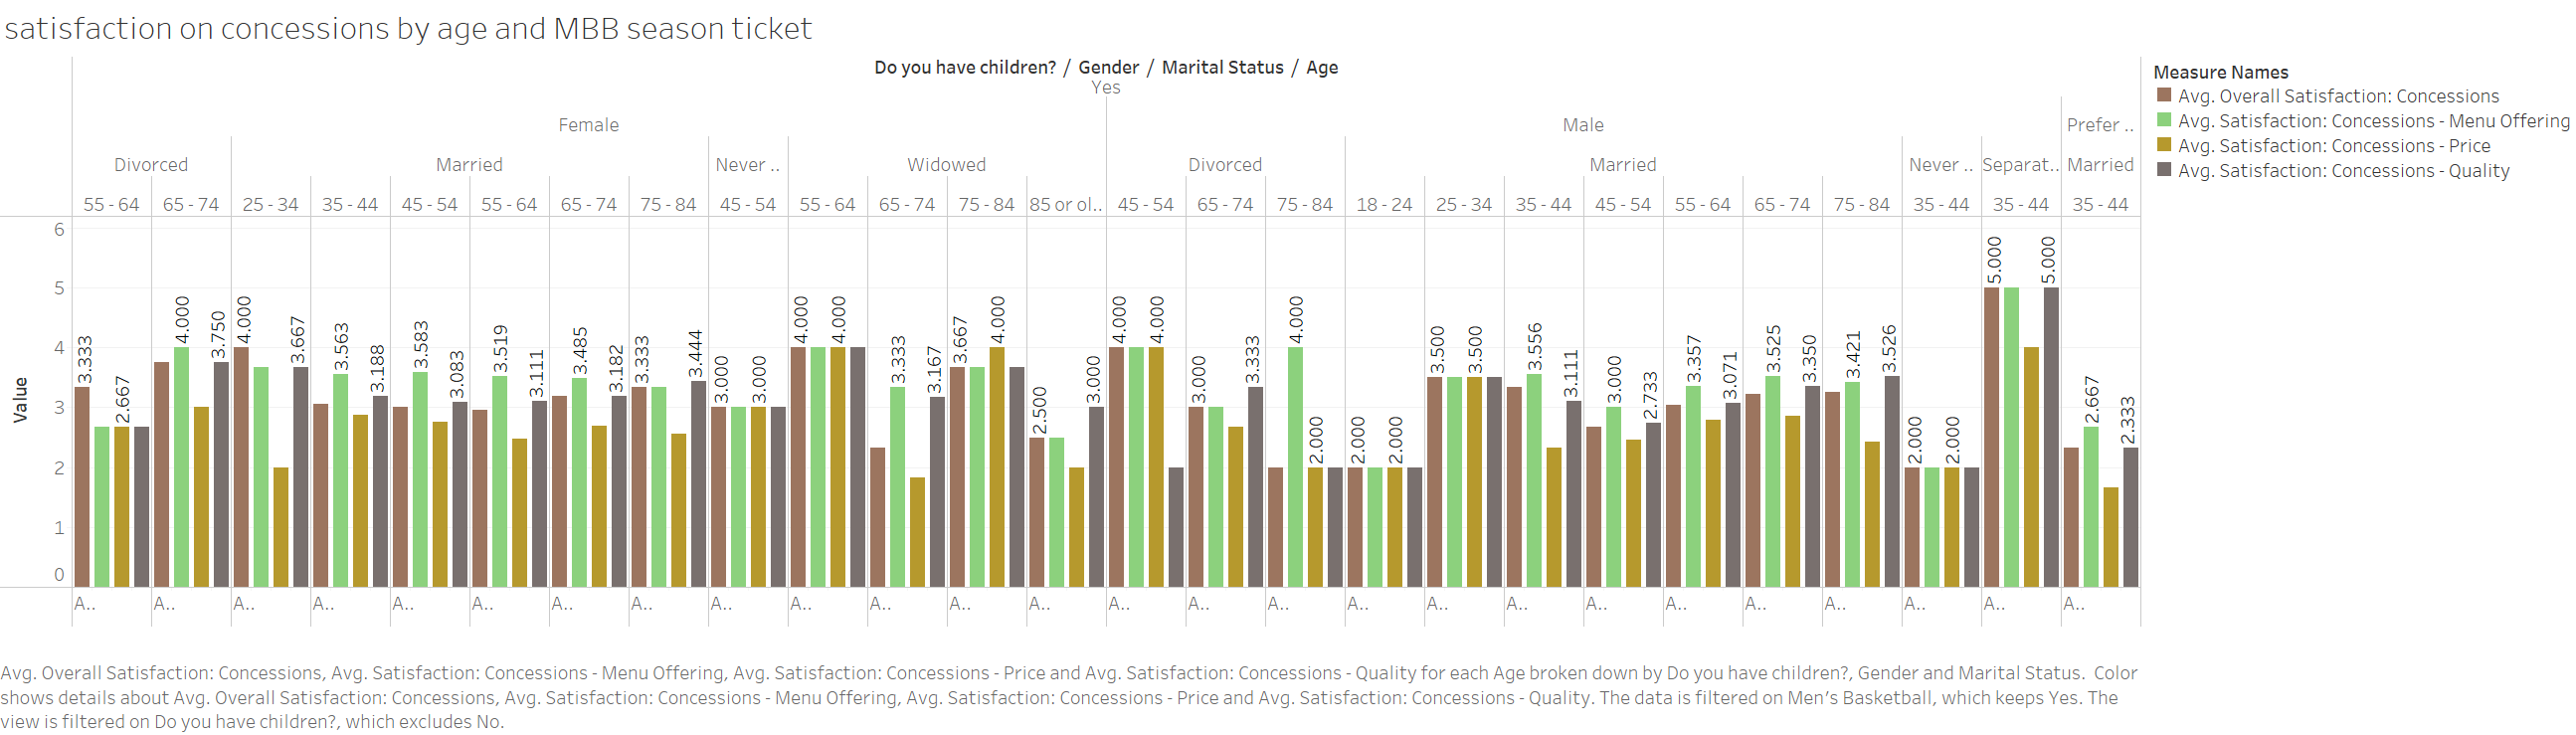 satisfaction on concessions by age and MBB season ticket
Do you have children? / Gender / Marital Status / Age
Yes
Female Male Prefer ..
Divorced Married Never .. Widowed Divorced Married Never .. Separat.. Married
55 - 64 65 - 74 25 - 34 35 - 44 45 - 54 55 - 64 65 - 74 75 - 84 45 - 54 55 - 64 65 - 74 75 - 84 85 or ol.. 45 - 54 65 - 74 75 - 84 18 - 24 25 - 34 35 - 44 45 - 54 55 - 64 65 - 74 75 - 84 35 - 44 35 - 44 35 - 44
Measure Names
Avg. Overall Satisfaction: Concessions
Avg. Satisfaction: Concessions - Menu Offering
Avg. Satisfaction: Concessions - Price
Avg. Satisfaction: Concessions - Quality
Value
6
5
4
3
2
1
0
3.333 2.667 4.000 3.750 4.000 3.667 3.563 3.188 3.583 3.083 3.519 3.111 3.485 3.182 3.333 3.444 3.000 3.000 4.000 4.000 3.333 3.167 3.667 4.000 2.500 3.000 4.000 4.000 3.000 3.333 4.000 2.000 2.000 2.000 3.500 3.500 3.556 3.111 3.000 2.733 3.357 3.071 3.525 3.350 3.421 3.526 2.000 2.000 5.000 5.000 2.667 2.333
A.. A.. A.. A.. A.. A.. A.. A.. A.. A.. A.. A.. A.. A.. A.. A.. A.. A.. A.. A.. A.. A.. A.. A.. A.. A..
Avg. Overall Satisfaction: Concessions, Avg. Satisfaction: Concessions - Menu Offering, Avg. Satisfaction: Concessions - Price and Avg. Satisfaction: Concessions - Quality for each Age broken down by Do you have children?, Gender and Marital Status.  Color
shows details about Avg. Overall Satisfaction: Concessions, Avg. Satisfaction: Concessions - Menu Offering, Avg. Satisfaction: Concessions - Price and Avg. Satisfaction: Concessions - Quality. The data is filtered on Men's Basketball, which keeps Yes. The
view is filtered on Do you have children?, which excludes No.